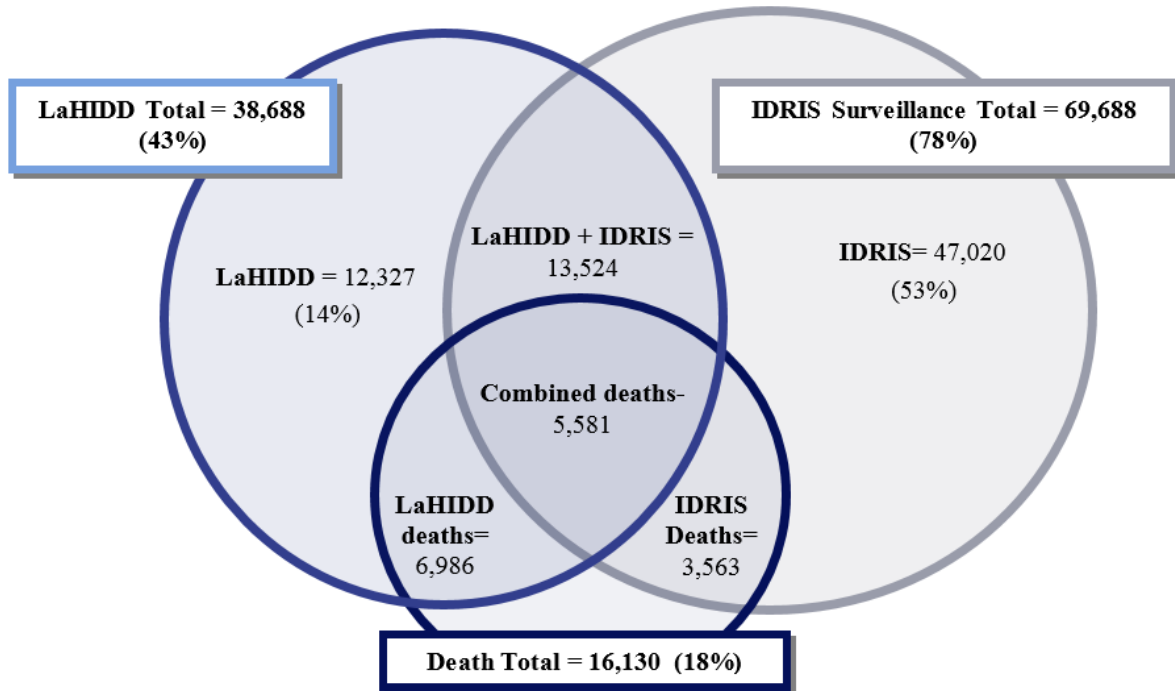 LaHIDD Total = 38,688
(43%)
IDRIS Surveillance Total = 69,688
(78%)
LaHIDD + IDRIS =
13,524
LaHIDD = 12,327
(14%)
IDRIS= 47,020
(53%)
Combined deaths-
5,581
LaHIDD
deaths=
6,986
IDRIS
Deaths=
3,563
Death Total = 16,130 (18%)